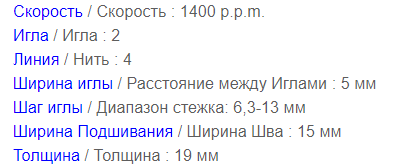 Скорость / Скорость : 1400 p.p.m.
Игла / Игла : 2
Линия / Нить : 4
Ширина иглы / Расстояние между Иглами : 5 мм
Шаг иглы / Диапазон стежка: 6,3-13 мм
Ширина Подшивания / Ширина Шва : 15 мм
Толщина / Толщина : 19 мм